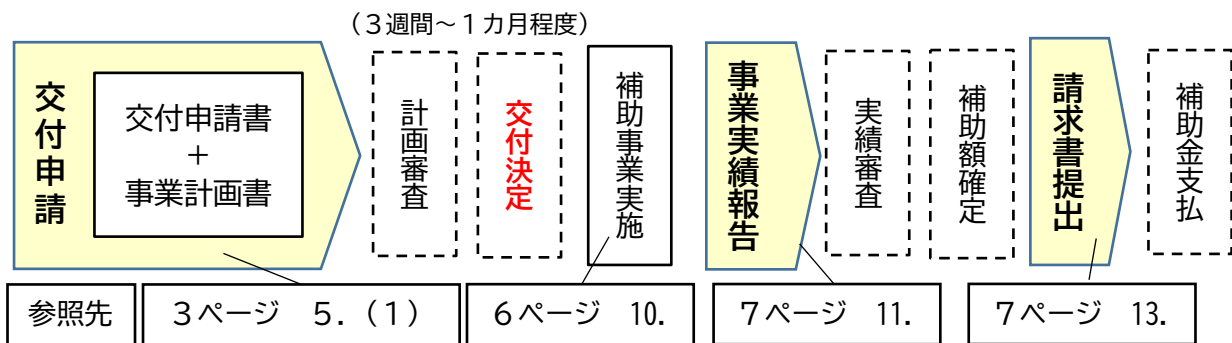 （３週間～１カ月程度）
交付申請
交付申請書
＋
事業計画書
計画審査
交付決定
補助事業実施
事業実績報告
実績審査
補助額確定
請求書提出
補助金支払
参照先
３ページ　５.（１）
６ページ　10.
７ページ　11.
７ページ　13.